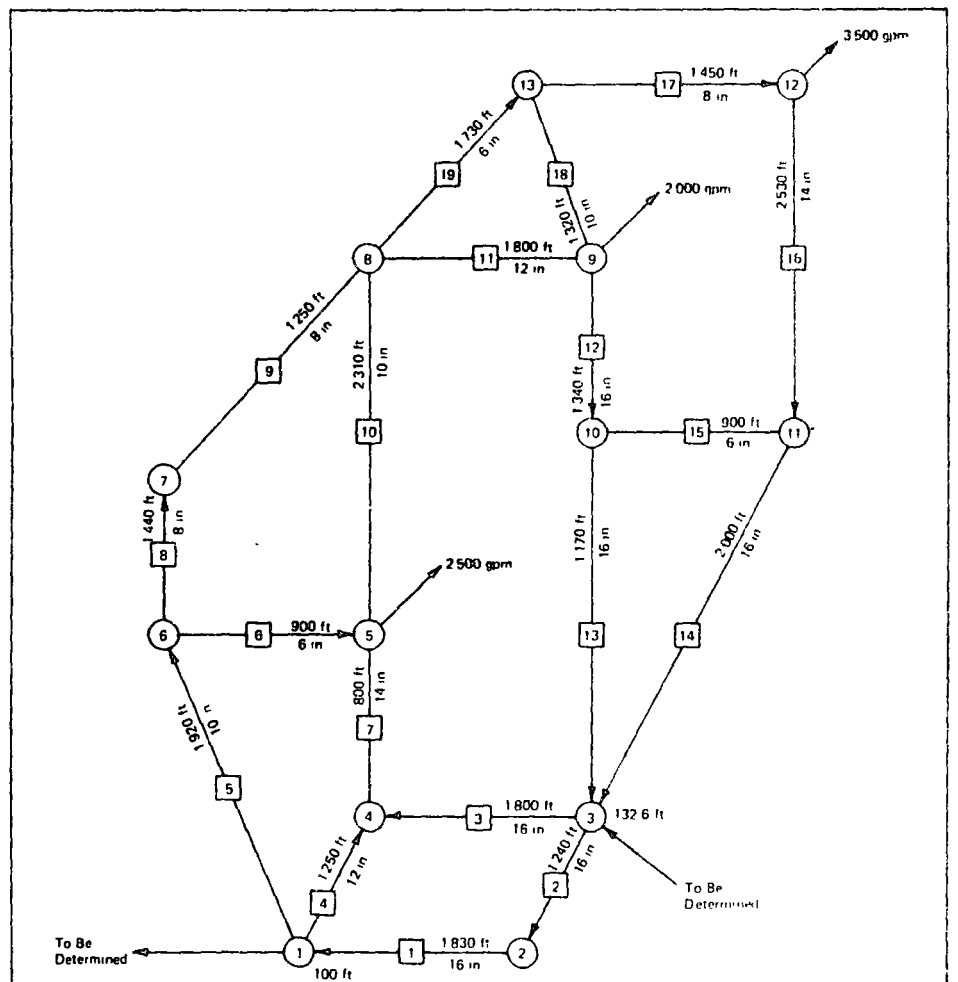 3 500 gpm
13
1 450 ft
17
8 in
12
1 730 ft
6 in
19
18
1 320 ft
10 in
2 000 gpm
2 530 ft
14 in
16
8
1 800 ft
11
12 in
9
1 250 ft
8 in
9
2 310 ft
10 in
10
12
1 340 ft
16 in
10
900 ft
15
6 in
11
7
1 440 ft
8 in
8
2 500 gpm
1 170 ft
16 in
2 000 ft
16 in
6
900 ft
6
6 in
5
13
14
800 ft
14 in
7
1 920 ft
10 n
5
4
1 800 ft
3
16 in
3
132 6 ft
1 250 ft
12 in
4
1 240 ft
16 in
2
To Be
Determined
To Be
Determined
1
1 830 ft
1
16 in
2
100 ft